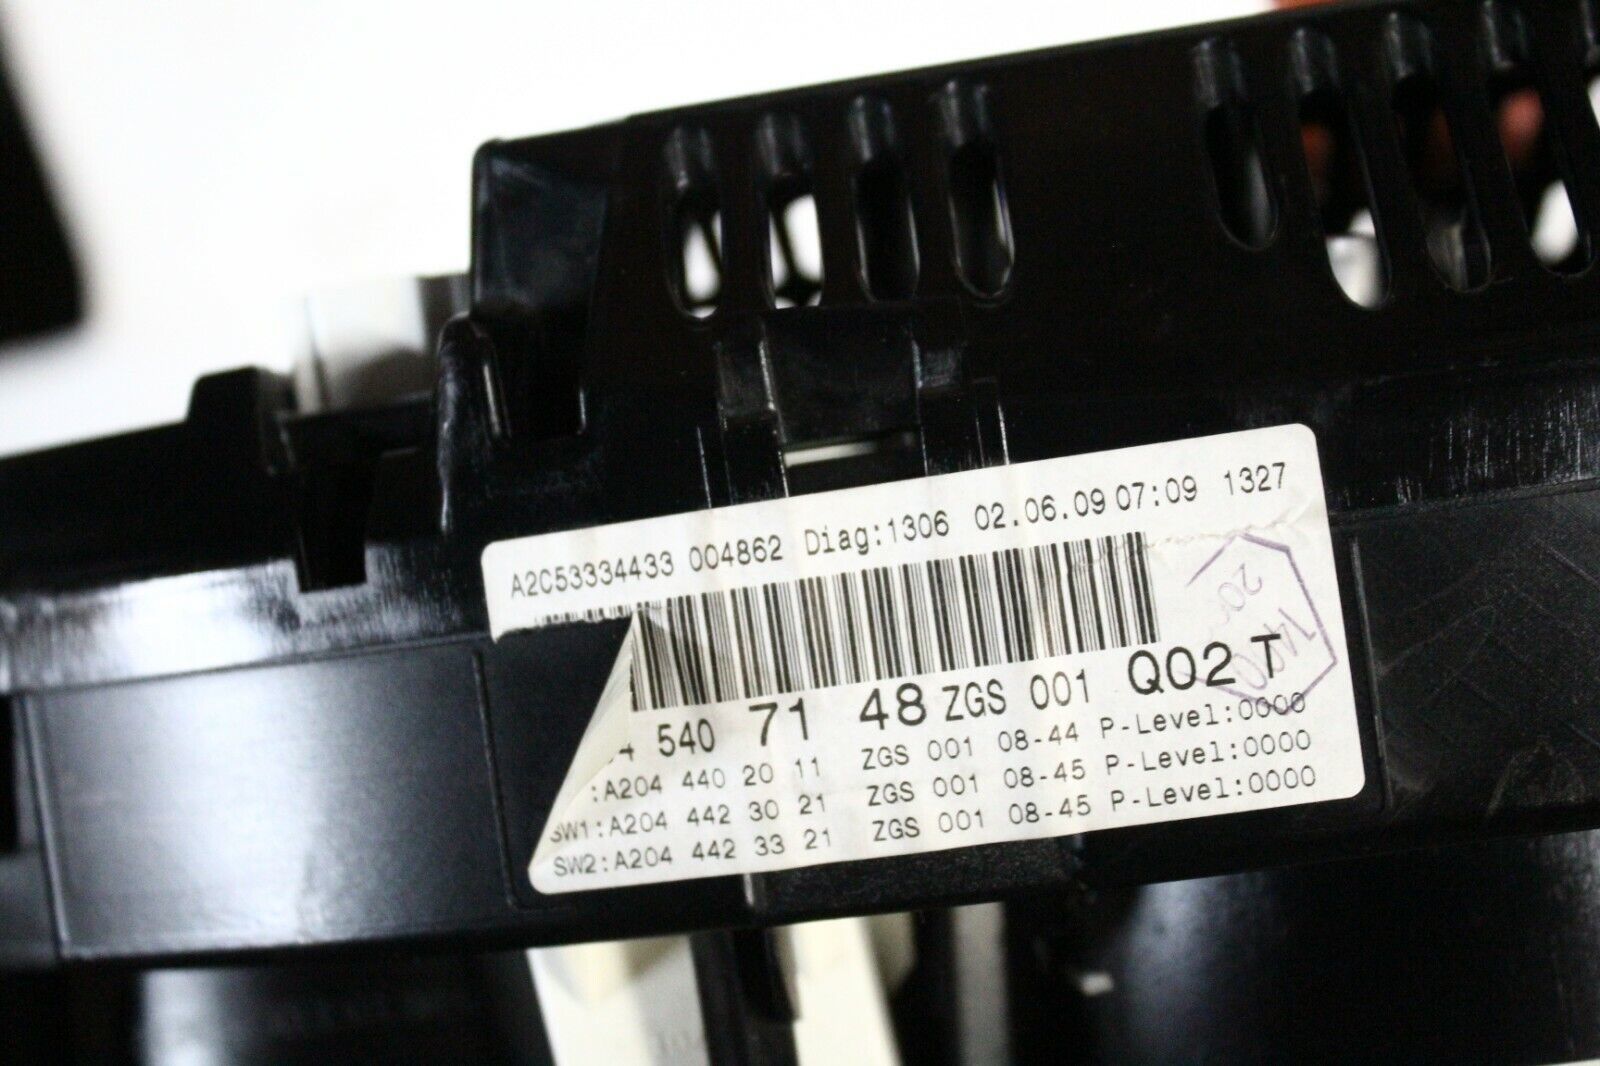 A2C53334433 004862 Diag:1306 02.06.09 07:09 1327
4 540 71 48 ZGS 001 Q02 T
:A204 440 20 11 ZGS 001 08-44 P-Level:0000
SW1:A204 442 30 21 ZGS 001 08-45 P-Level:0000
SW2:A204 442 33 21 ZGS 001 08-45 P-Level:0000